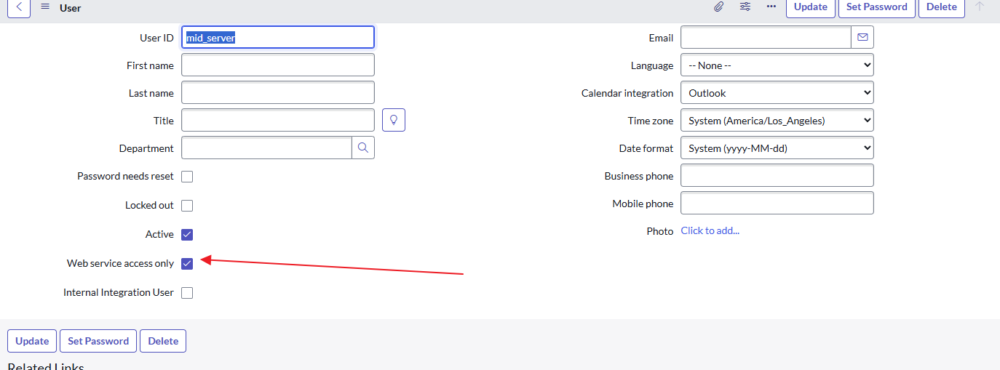 User
Update
Set Password
Delete
User ID
mid_server
First name
Last name
Title
Department
Password needs reset
Locked out
Active
Web service access only
Internal Integration User
Email
Language
-- None --
Calendar integration
Outlook
Time zone
System (America/Los_Angeles)
Date format
System (yyyy-MM-dd)
Business phone
Mobile phone
Photo
Click to add...
Update
Set Password
Delete
Related Links